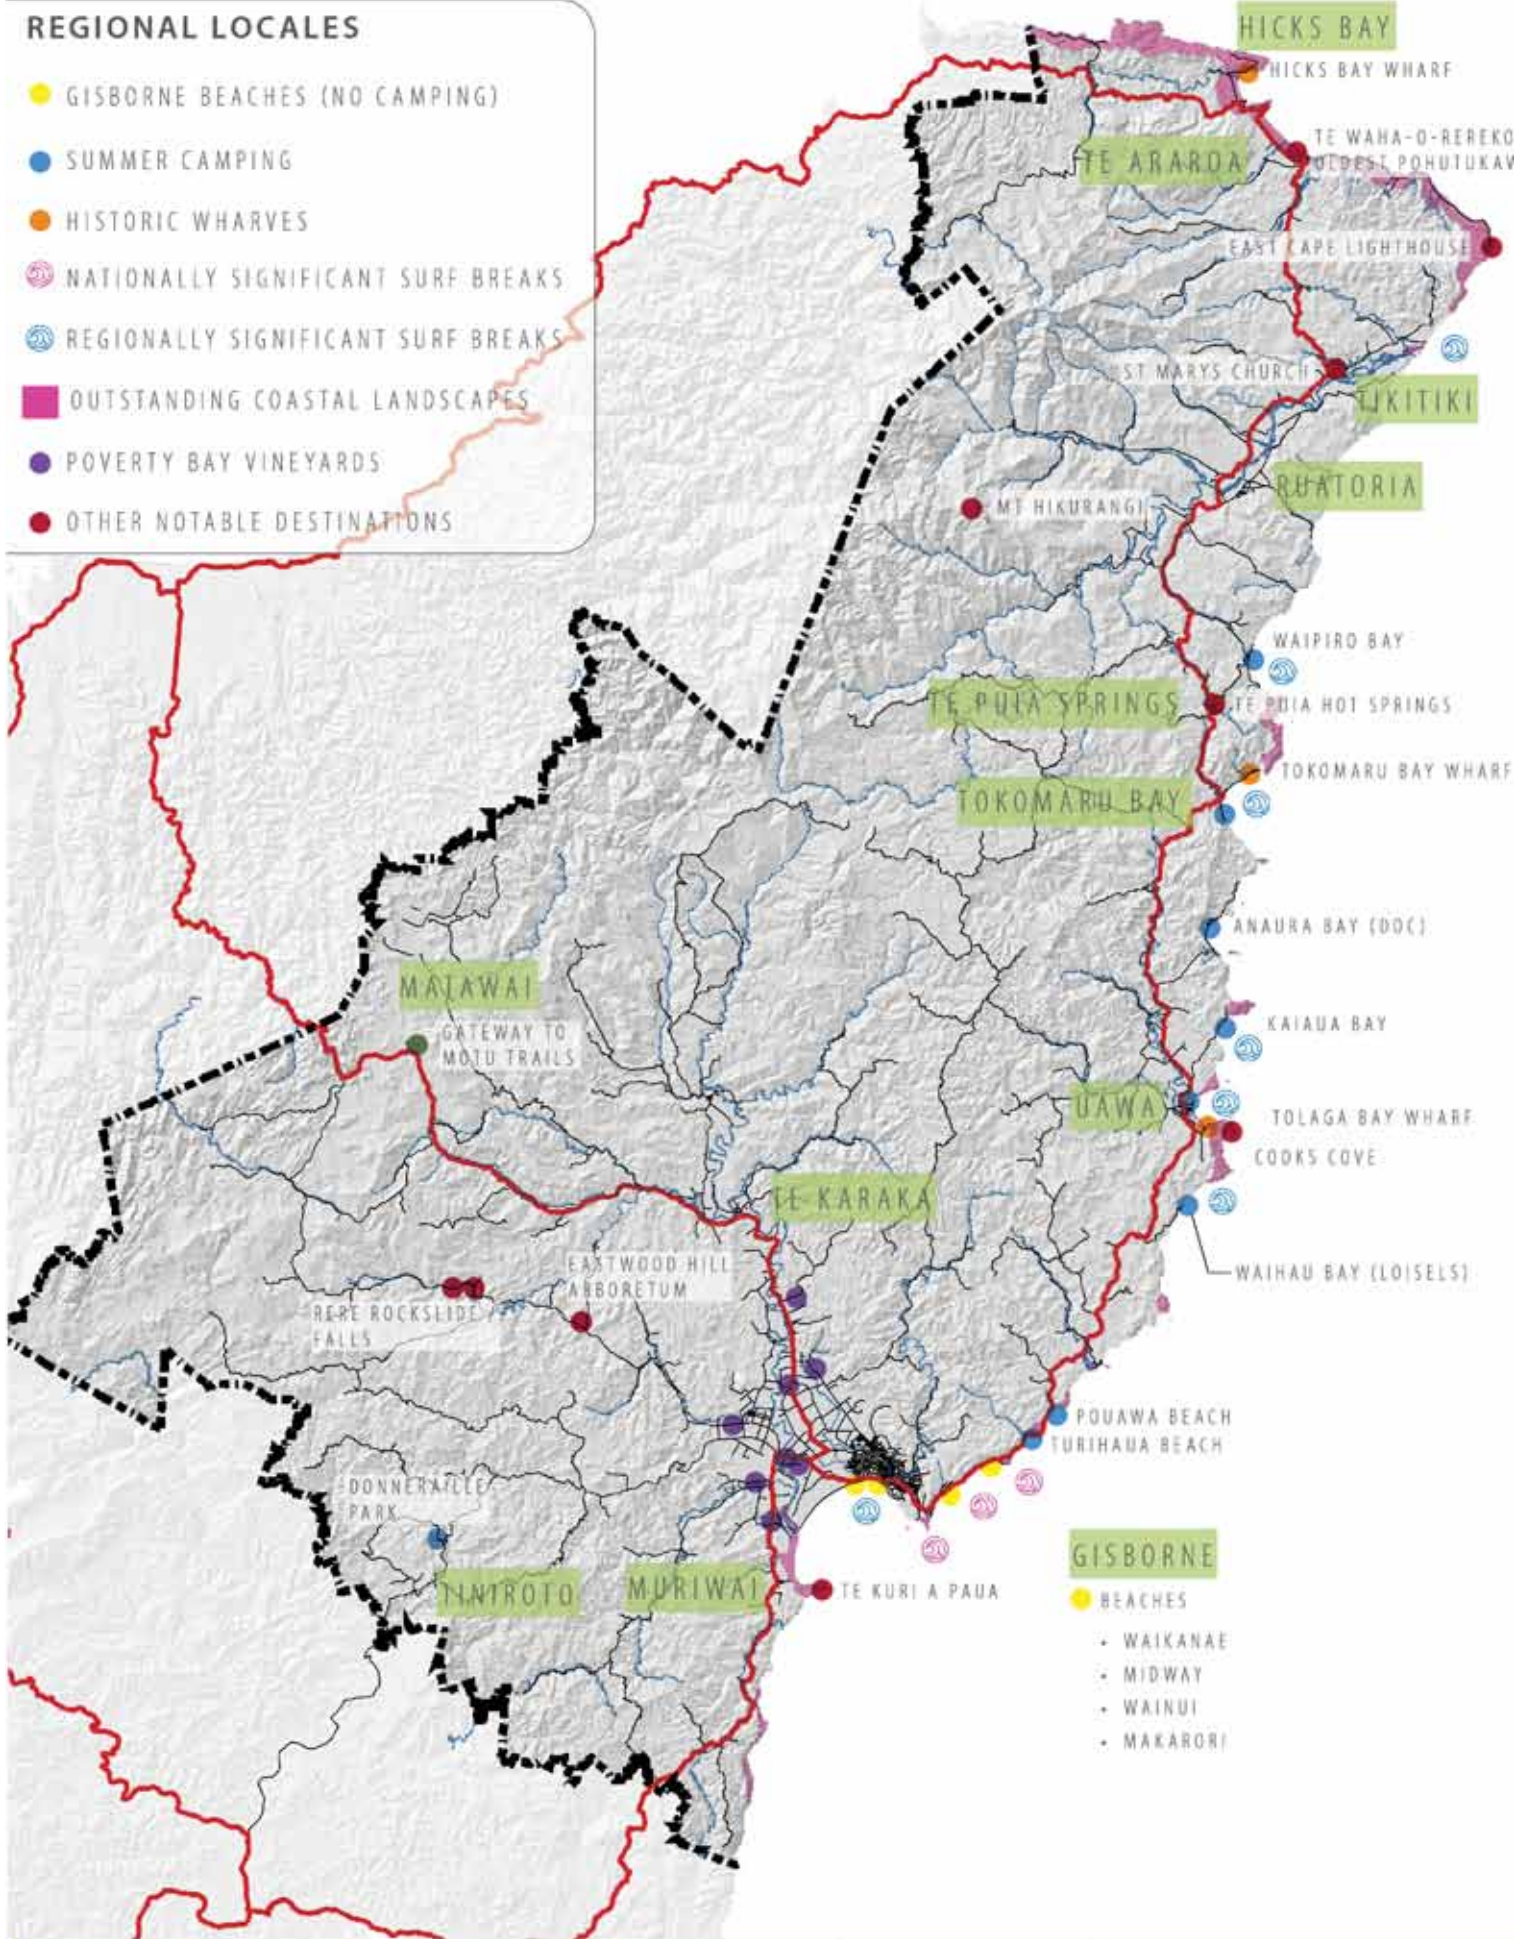 REGIONAL LOCALES
GISBORNE BEACHES (NO CAMPING)
SUMMER CAMPING
HISTORIC WHARVES
NATIONALLY SIGNIFICANT SURF BREAKS
REGIONALLY SIGNIFICANT SURF BREAKS
OUTSTANDING COASTAL LANDSCAPES
POVERTY BAY VINEYARDS
OTHER NOTABLE DESTINATIONS
HICKS BAY
HICKS BAY WHARF
TE WAHA-O-REREKO
OLDEST POHUTUKAW
TE ARAROA
EAST CAPE LIGHTHOUSE
ST MARYS CHURCH
TIKITIKI
RUATORIA
MT HIKURANGI
WAIPIRO BAY
TE PUIA SPRINGS
TE PUIA HOT SPRINGS
TOKOMARU BAY WHARF
TOKOMARU BAY
ANAURA BAY (DOC)
MATAWAI
GATEWAY TO
MOTU TRAILS
KAIAUA BAY
UAWA
TOLAGA BAY WHARF
COOKS COVE
TE KARAKA
WAIHAU BAY (LOISELS)
EASTWOOD HILL
ARBORETUM
RERE ROCKSLIDE /
FALLS
POUAWA BEACH
TURIHAUA BEACH
DONNERAILLE
PARK
TINIROTO
MURIWAI
TE KURI A PAUA
GISBORNE
BEACHES
• WAIKANAE
• MIDWAY
• WAINUI
• MAKARORI